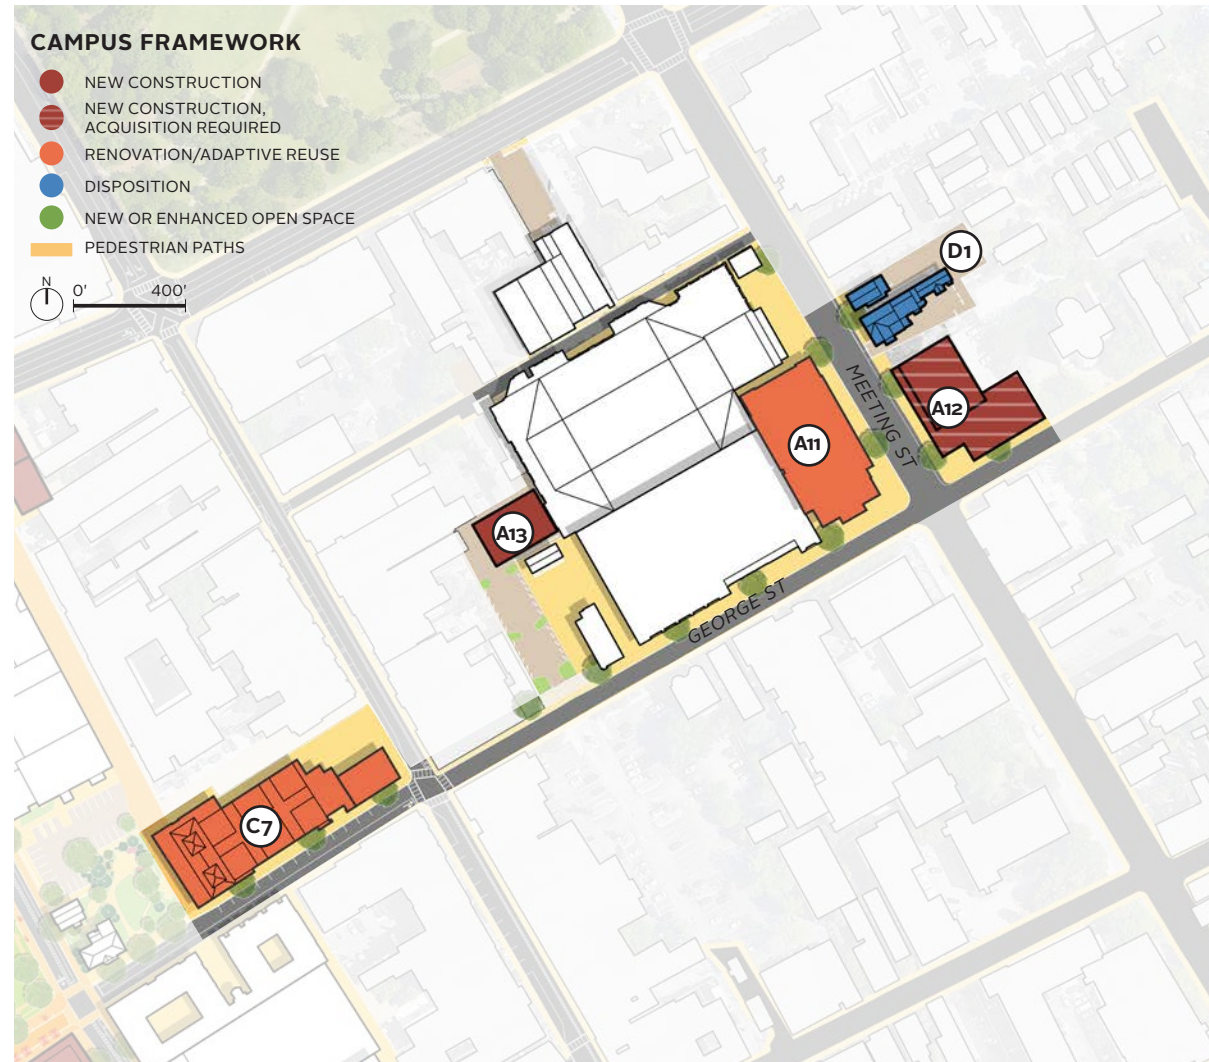 CAMPUS FRAMEWORK
NEW CONSTRUCTION
NEW CONSTRUCTION,
ACQUISITION REQUIRED
RENOVATION/ADAPTIVE REUSE
DISPOSITION
NEW OR ENHANCED OPEN SPACE
PEDESTRIAN PATHS
N
0' 400'
D1
MEETING ST
A12
A11
A13
GEORGE ST
C7